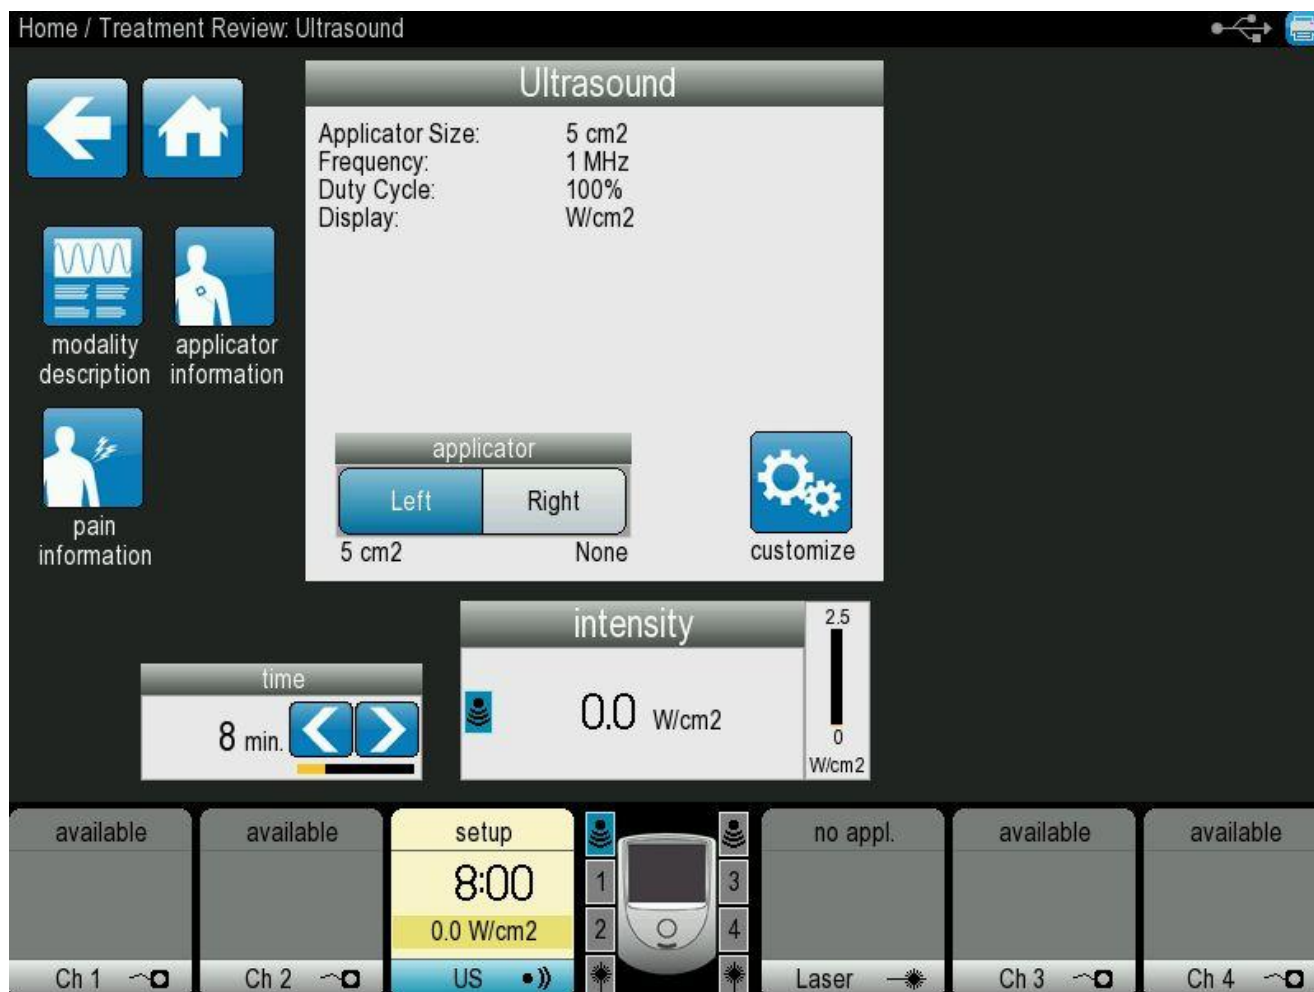 Home / Treatment Review: Ultrasound
Ultrasound
Applicator Size: 5 cm2
Frequency: 1 MHz
Duty Cycle: 100%
Display: W/cm2
modality description
applicator information
pain information
applicator
Left Right
5 cm2 None
customize
intensity
0.0 W/cm2
2.5
0
W/cm2
time
8 min.
available
Ch 1
available
Ch 2
setup
8:00
0.0 W/cm2
US
1
2
3
4
no appl.
Laser
available
Ch 3
available
Ch 4